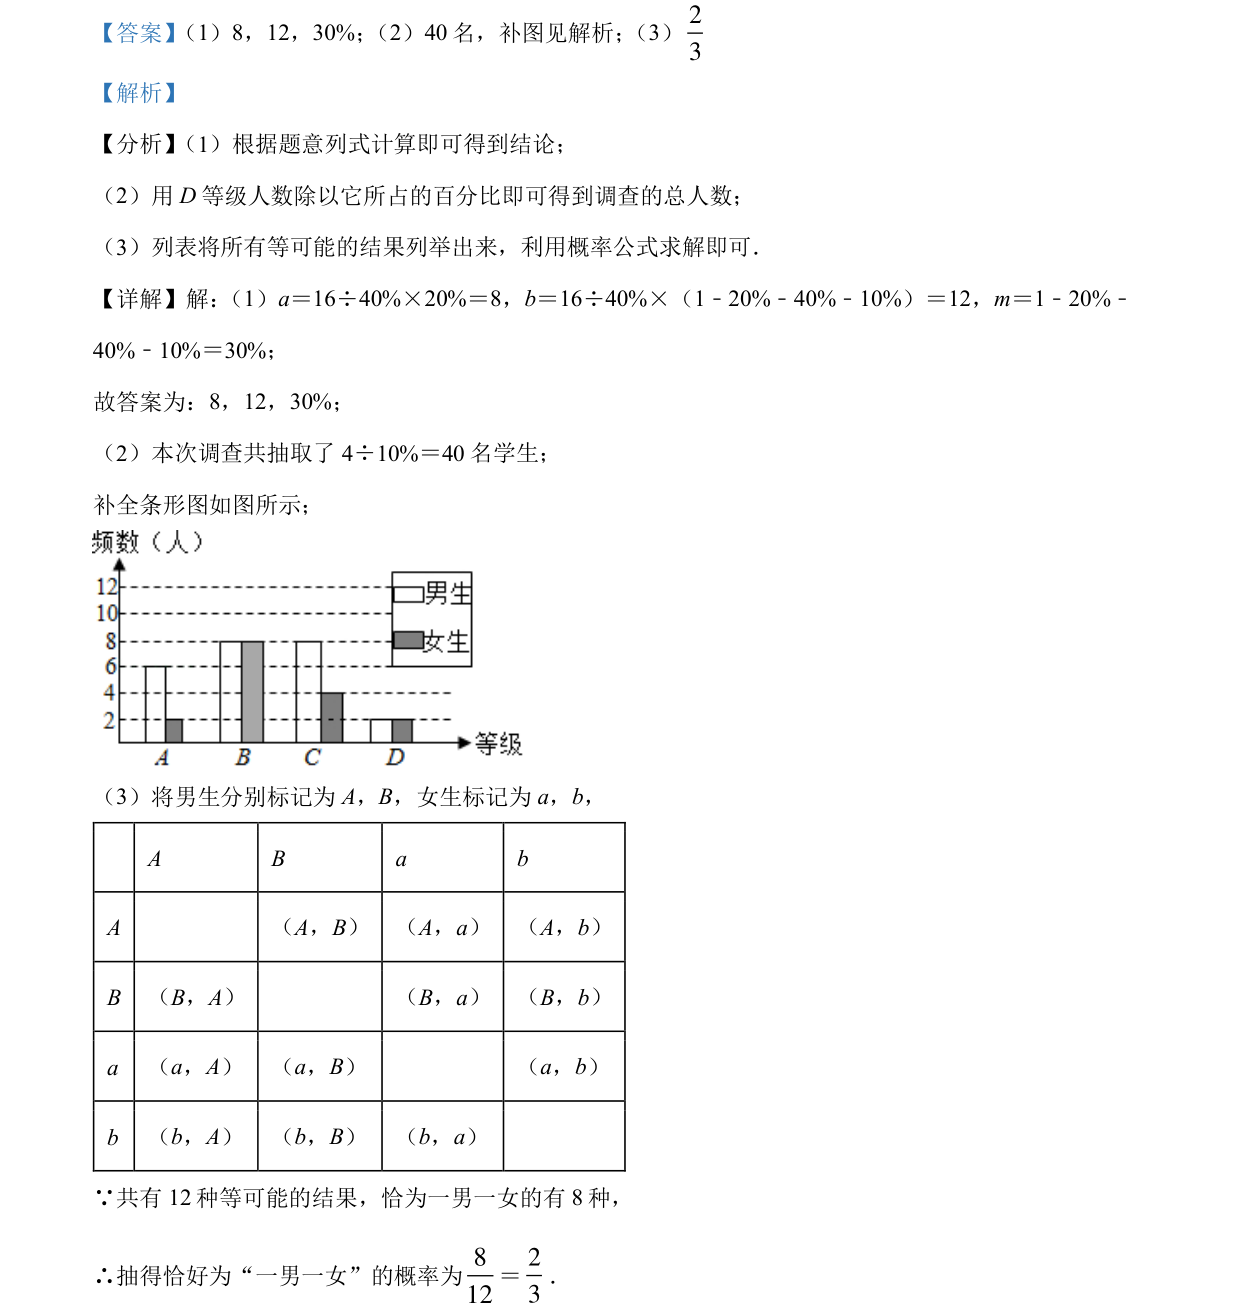 【答案】（1）8，12，30%；（2）40 名，补图见解析；（3）2/3
【解析】
【分析】（1）根据题意列式计算即可得到结论；
（2）用 D 等级人数除以它所占的百分比即可得到调查的总人数；
（3）列表将所有等可能的结果列举出来，利用概率公式求解即可．
【详解】解：（1）a＝16÷40%×20%＝8，b＝16÷40%×（1﹣20%﹣40%﹣10%）＝12，m＝1﹣20%﹣
40%﹣10%＝30%；
故答案为：8，12，30%；
（2）本次调查共抽取了 4÷10%＝40 名学生；
补全条形图如图所示；
频数（人）
12
10
8
6
4
2
男生
女生
A B C D
等级
（3）将男生分别标记为 A，B，女生标记为 a，b，
A B a b
A （A，B） （A，a） （A，b）
B （B，A） （B，a） （B，b）
a （a，A） （a，B） （a，b）
b （b，A） （b，B） （b，a）
∵共有 12 种等可能的结果，恰为一男一女的有 8 种，
∴抽得恰好为“一男一女”的概率为8/12＝2/3．